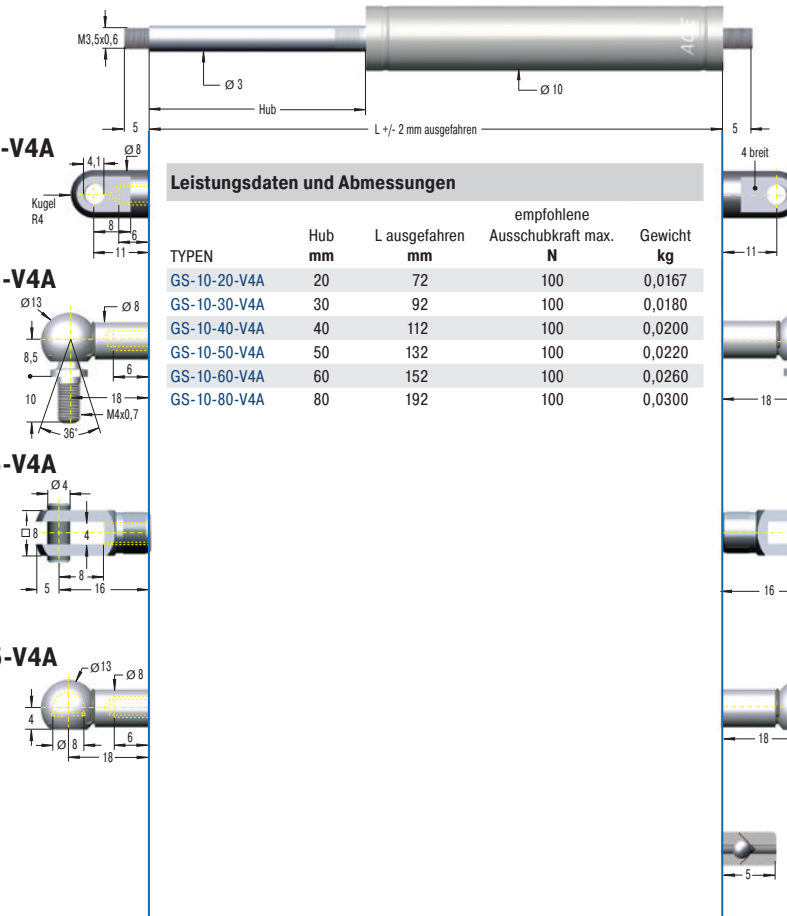 M3,5x0,6
ACE
Ø 3
Ø 10
Hub
5
L +/- 2 mm ausgefahren
5
-V4A
4,1
Ø 8
Kugel
R4
8
6
11
4 breit
11
Leistungsdaten und Abmessungen
TYPEN
Hub
mm
L ausgefahren
mm
empfohlene
Ausschubkraft max.
N
Gewicht
kg
GS-10-20-V4A 20 72 100 0,0167
GS-10-30-V4A 30 92 100 0,0180
GS-10-40-V4A 40 112 100 0,0200
GS-10-50-V4A 50 132 100 0,0220
GS-10-60-V4A 60 152 100 0,0260
GS-10-80-V4A 80 192 100 0,0300
-V4A
Ø13
Ø 8
8,5
6
10
18
M4x0,7
36°
18
-V4A
Ø 4
□ 8
4
8
5
16
16
-V4A
Ø13
Ø 8
4
Ø 8
6
18
18
5